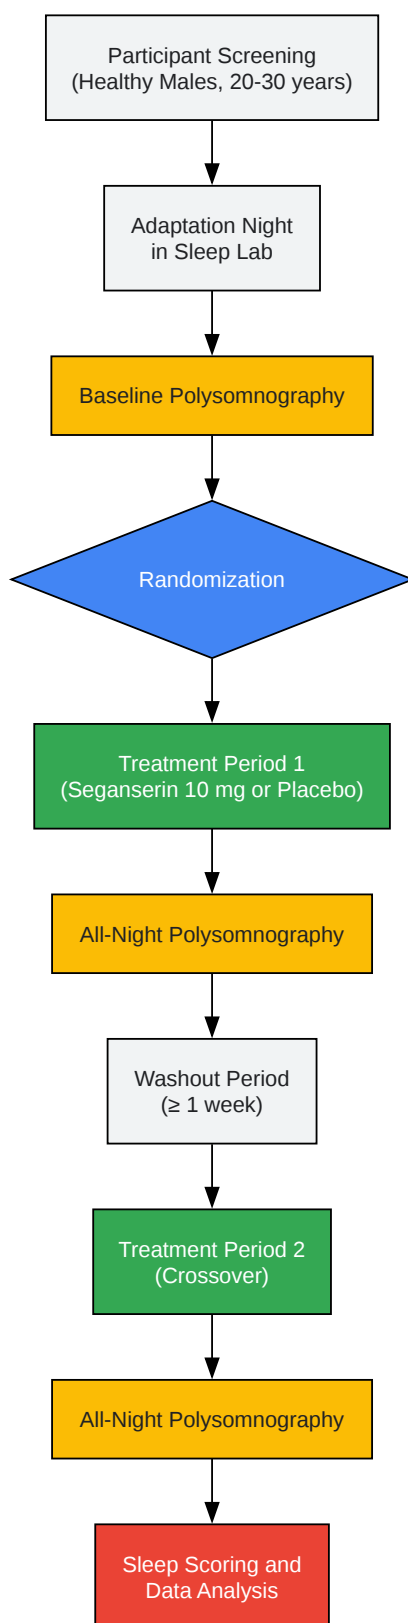 Participant Screening
(Healthy Males, 20-30 years)
Adaptation Night
in Sleep Lab
Baseline Polysomnography
Randomization
Treatment Period 1
(Seganserin 10 mg or Placebo)
All-Night Polysomnography
Washout Period
(≥ 1 week)
Treatment Period 2
(Crossover)
All-Night Polysomnography
Sleep Scoring and
Data Analysis